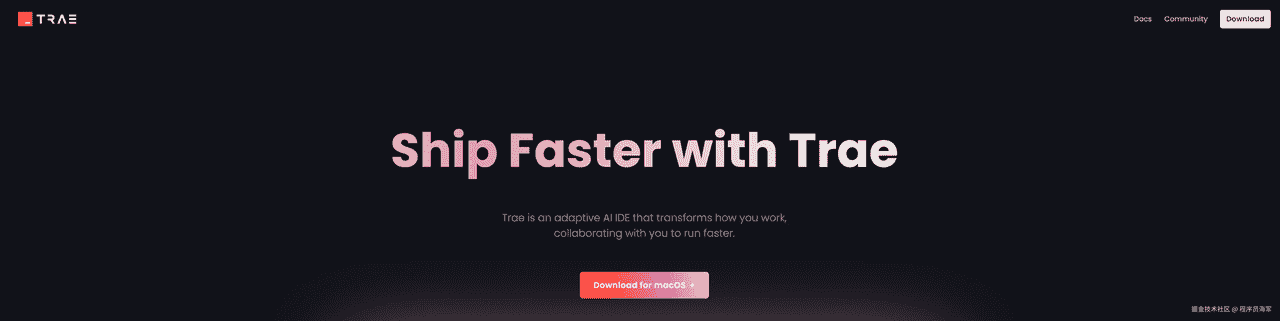 TRAE
Docs
Community
Download
Ship Faster with Trae
Trae is an adaptive AI IDE that transforms how you work,
collaborating with you to run faster.
Download for macOS
掘金技术社区 @ 程序员海军